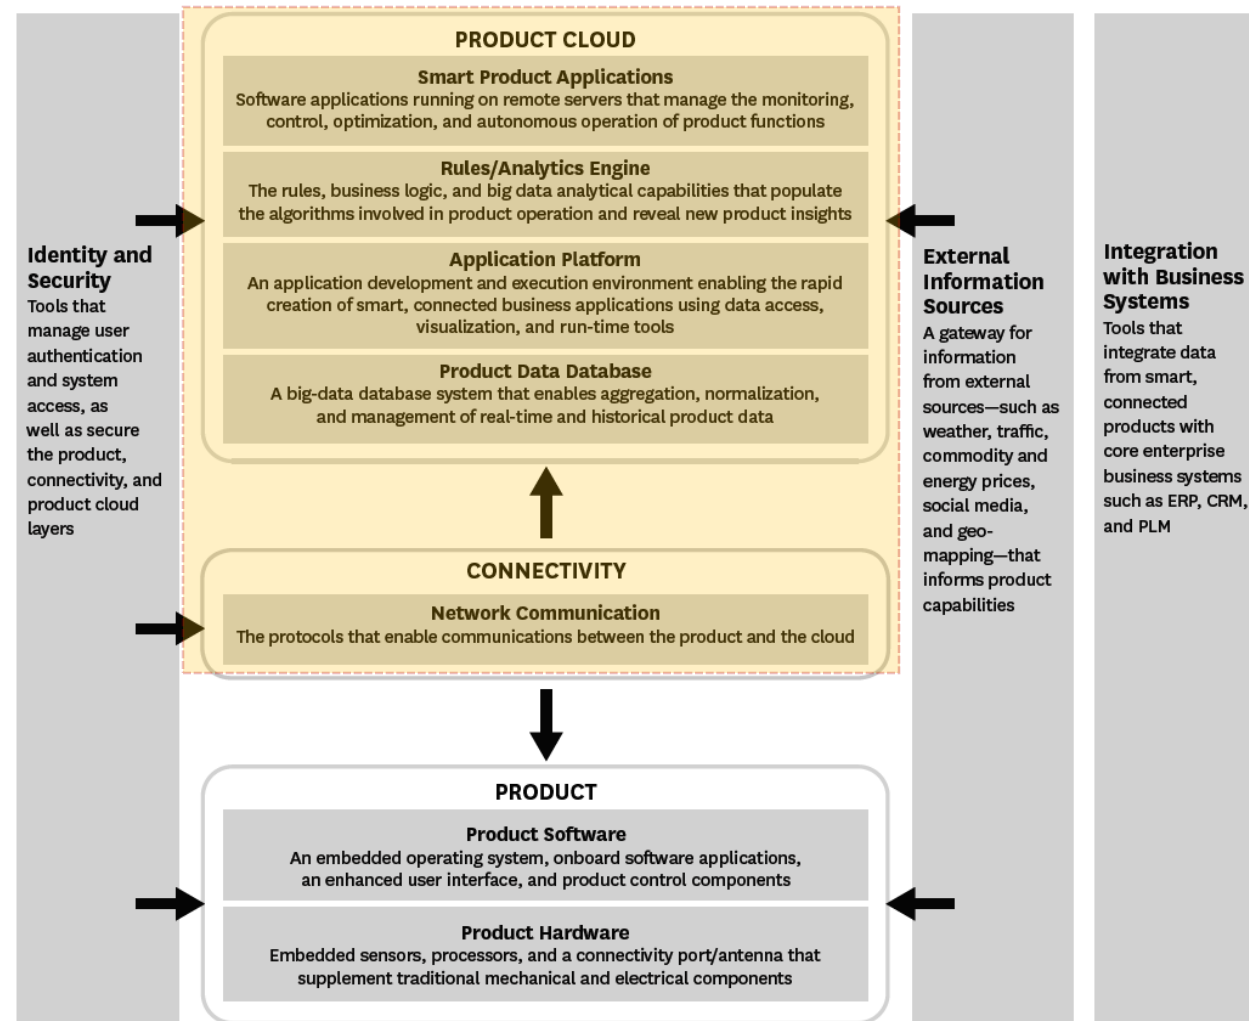 PRODUCT CLOUD
Smart Product Applications
Software applications running on remote servers that manage the monitoring,
control, optimization, and autonomous operation of product functions
Rules/Analytics Engine
The rules, business logic, and big data analytical capabilities that populate
the algorithms involved in product operation and reveal new product insights
Application Platform
An application development and execution environment enabling the rapid
creation of smart, connected business applications using data access,
visualization, and run-time tools
Product Data Database
A big-data database system that enables aggregation, normalization,
and management of real-time and historical product data
CONNECTIVITY
Network Communication
The protocols that enable communications between the product and the cloud
PRODUCT
Product Software
An embedded operating system, onboard software applications,
an enhanced user interface, and product control components
Product Hardware
Embedded sensors, processors, and a connectivity port/antenna that
supplement traditional mechanical and electrical components
Identity and
Security
Tools that
manage user
authentication
and system
access, as
well as secure
the product,
connectivity, and
product cloud
layers
External
Information
Sources
A gateway for
information
from external
sources—such as
weather, traffic,
commodity and
energy prices,
social media,
and geo-
mapping—that
informs product
capabilities
Integration
with Business
Systems
Tools that
integrate data
from smart,
connected
products with
core enterprise
business systems
such as ERP, CRM,
and PLM